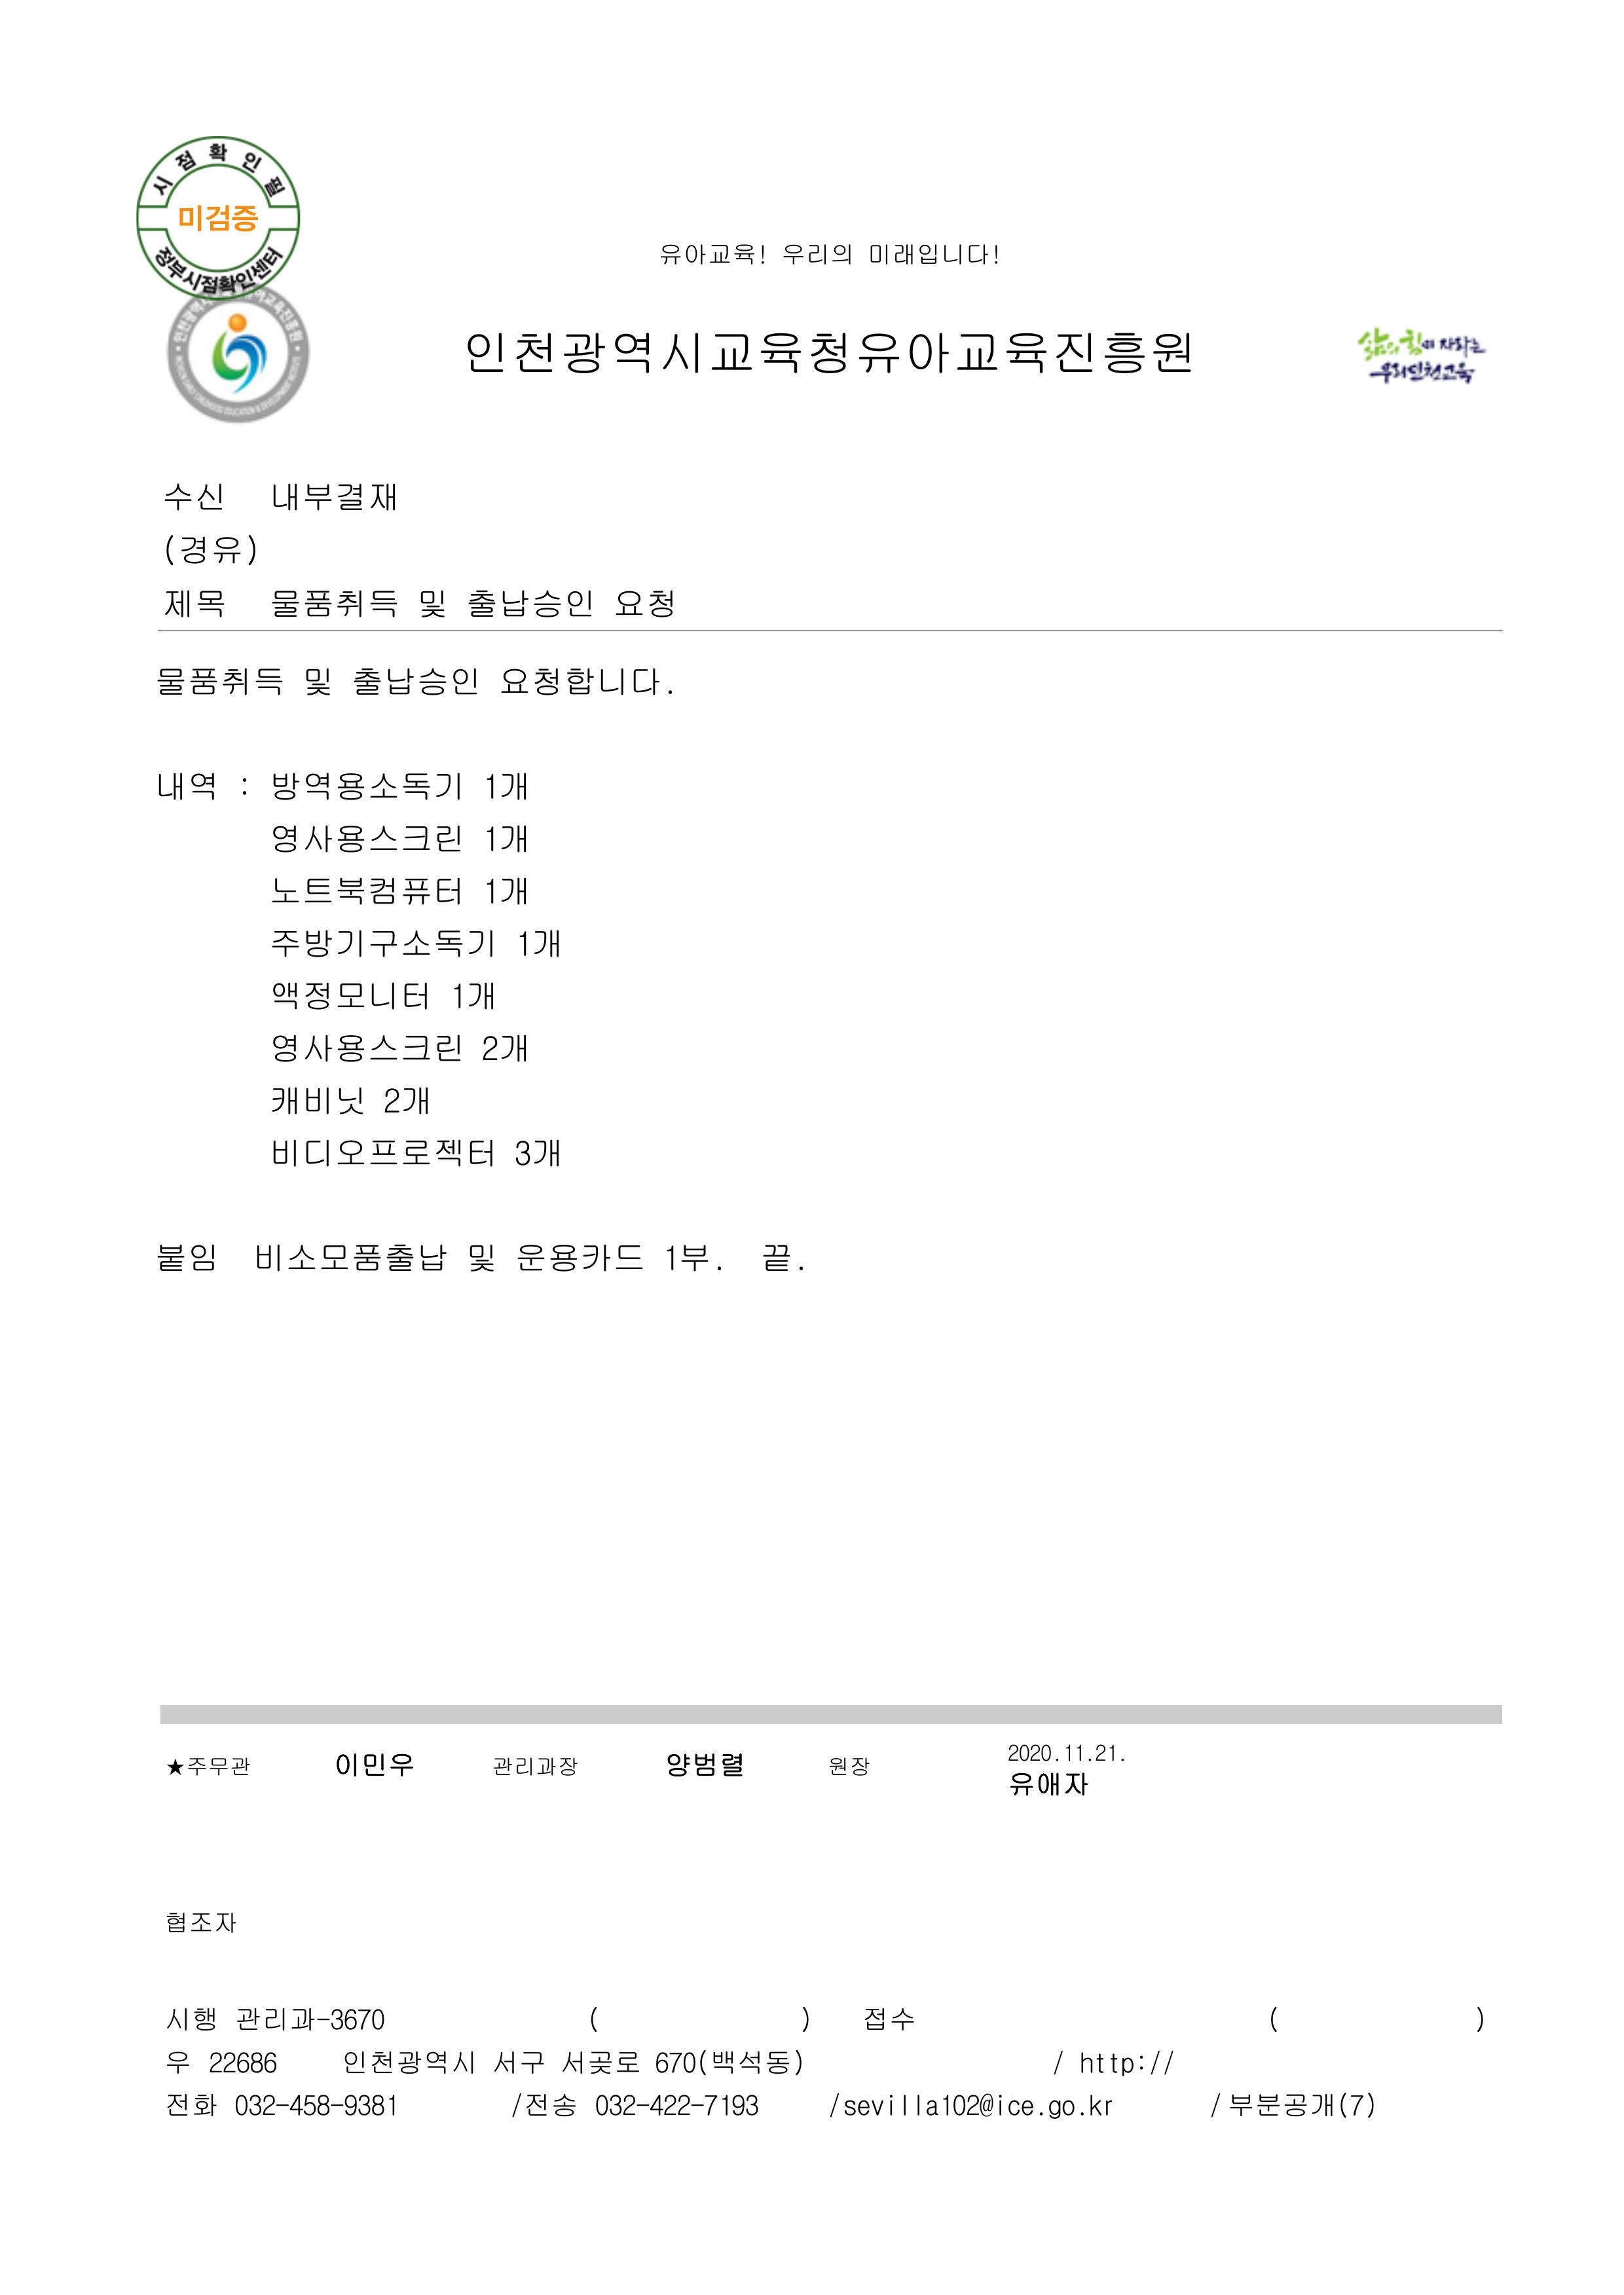 시점확인필
미검증
정부시점확인센터
유아교육! 우리의 미래입니다!
인천광역시교육청유아교육진흥원
삶의 힘이 자라는
우리인천교육
수신 내부결재
(경유)
제목 물품취득 및 출납승인 요청
물품취득 및 출납승인 요청합니다.
내역 : 방역용소독기 1개
영사용스크린 1개
노트북컴퓨터 1개
주방기구소독기 1개
액정모니터 1개
영사용스크린 2개
캐비닛 2개
비디오프로젝터 3개
붙임 비소모품출납 및 운용카드 1부. 끝.
★주무관 이민우 관리과장 양범렬 원장 2020.11.21.
유애자
협조자
시행 관리과-3670 ( ) 접수 ( )
우 22686 인천광역시 서구 서곶로 670(백석동) / http://
전화 032-458-9381 /전송 032-422-7193 /sevilla102@ice.go.kr / 부분공개(7)